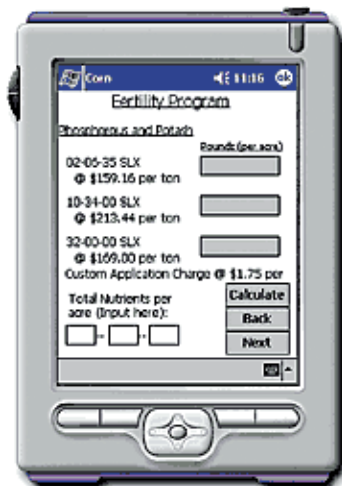 Corn 11:16 ok
Fertility Program
Phosphorous and Potash
Pounds (per acre)
02-06-35 SLX
@ $159.16 per ton
10-34-00 SLX
@ $213.44 per ton
32-00-00 SLX
@ $169.00 per ton
Custom Application Charge @ $1.75 per
Total Nutrients per
acre (Input here):
- -
Calculate
Back
Next